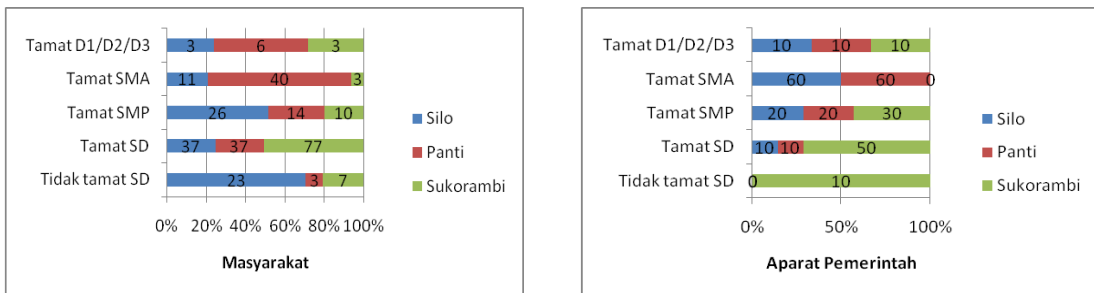 Tamat D1/D2/D3 3 6 3
Tamat SMA 11 40 3
Tamat SMP 26 14 10
Tamat SD 37 37 77
Tidak tamat SD 23 3 7
0% 20% 40% 60% 80% 100%
Masyarakat
Silo
Panti
Sukorambi
Tamat D1/D2/D3 10 10 10
Tamat SMA 60 60 0
Tamat SMP 20 20 30
Tamat SD 10 10 50
Tidak tamat SD 0 10
0% 50% 100%
Aparat Pemerintah
Silo
Panti
Sukorambi